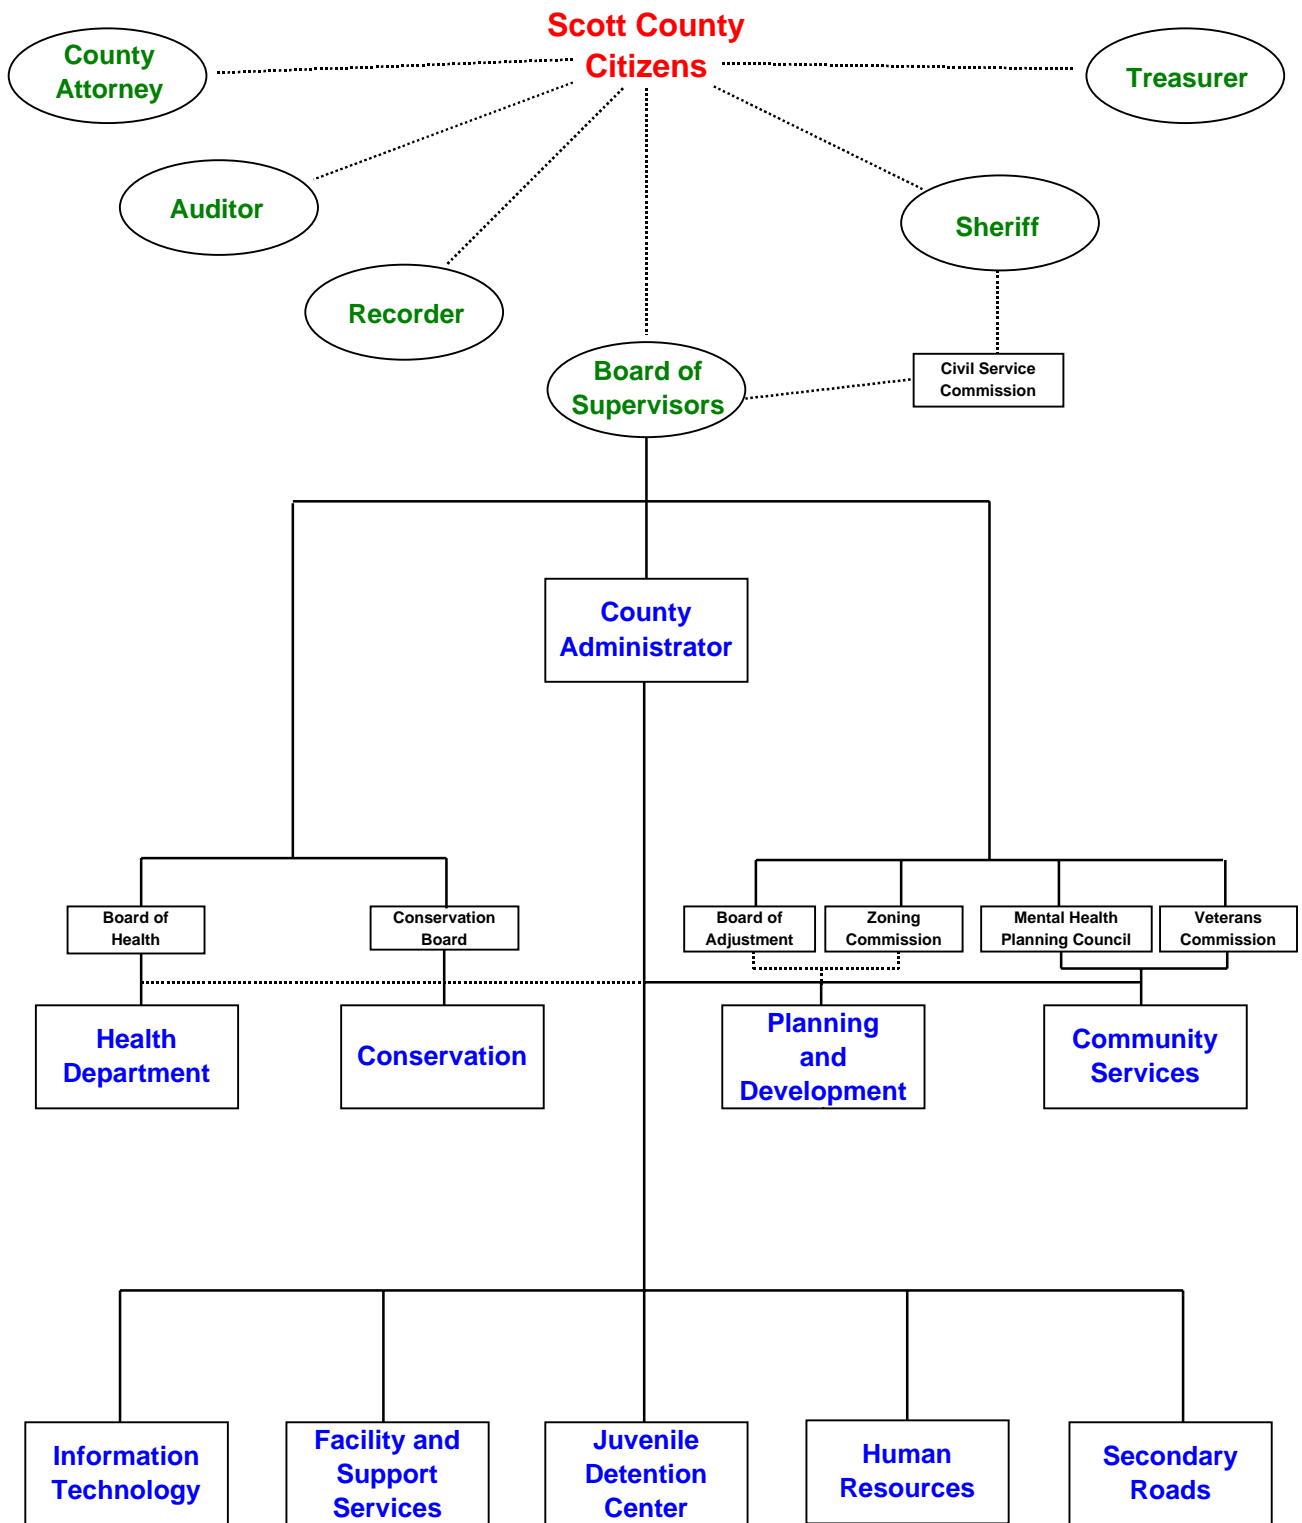 Scott County
Citizens
County
Attorney
Treasurer
Auditor
Sheriff
Recorder
Board of
Supervisors
Civil Service
Commission
County
Administrator
Board of
Health
Conservation
Board
Board of
Adjustment
Zoning
Commission
Mental Health
Planning Council
Veterans
Commission
Health
Department
Conservation
Planning
and
Development
Community
Services
Information
Technology
Facility and
Support
Services
Juvenile
Detention
Center
Human
Resources
Secondary
Roads